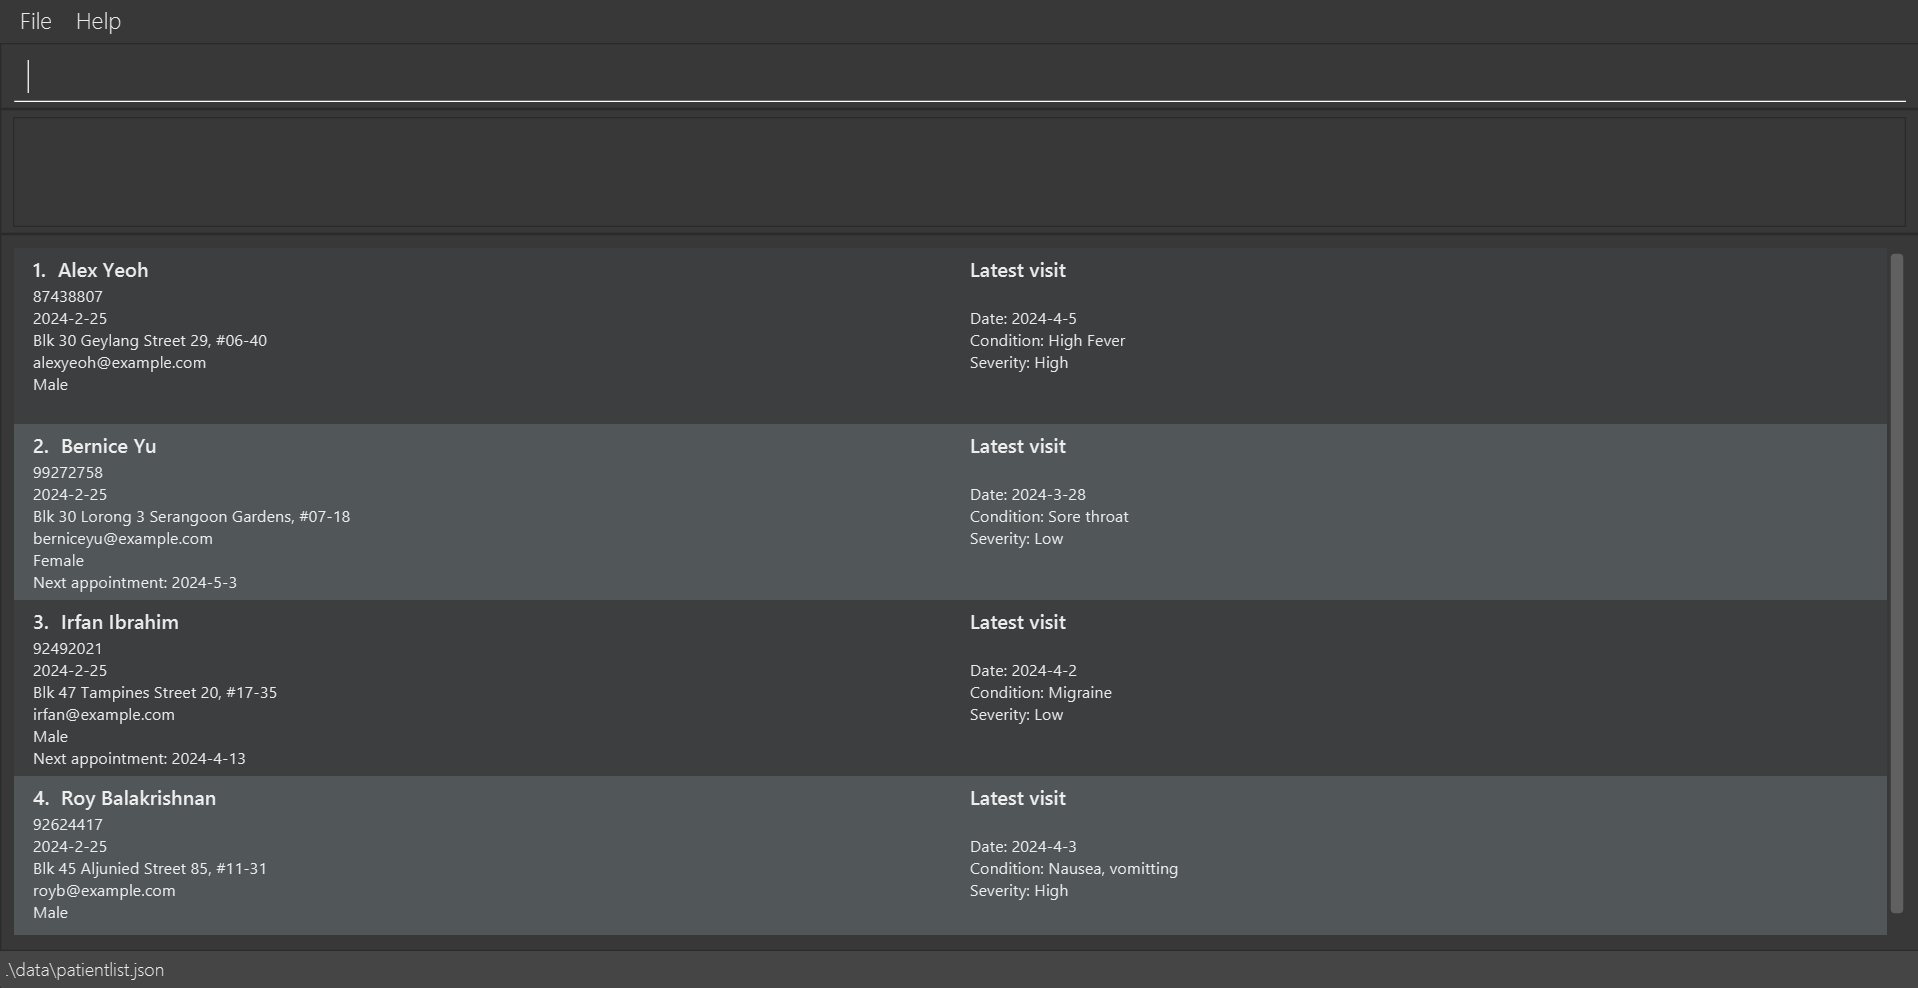 File Help
1. Alex Yeoh
87438807
2024-2-25
Blk 30 Geylang Street 29, #06-40
alexyeoh@example.com
Male
Latest visit
Date: 2024-4-5
Condition: High Fever
Severity: High
2. Bernice Yu
99272758
2024-2-25
Blk 30 Lorong 3 Serangoon Gardens, #07-18
berniceyu@example.com
Female
Next appointment: 2024-5-3
Latest visit
Date: 2024-3-28
Condition: Sore throat
Severity: Low
3. Irfan Ibrahim
92492021
2024-2-25
Blk 47 Tampines Street 20, #17-35
irfan@example.com
Male
Next appointment: 2024-4-13
Latest visit
Date: 2024-4-2
Condition: Migraine
Severity: Low
4. Roy Balakrishnan
92624417
2024-2-25
Blk 45 Aljunied Street 85, #11-31
royb@example.com
Male
Latest visit
Date: 2024-4-3
Condition: Nausea, vomitting
Severity: High
.\data\patientlist.json